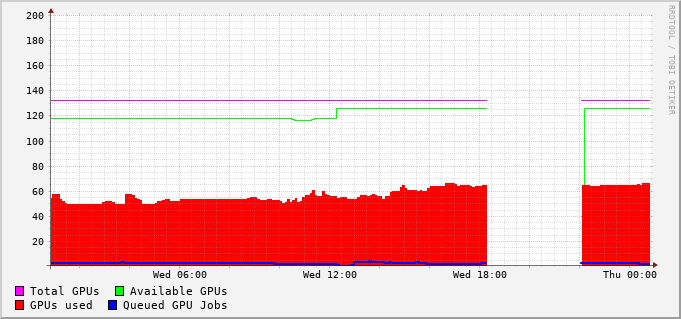 200
180
160
140
120
100
80
60
40
20
Wed 06:00 Wed 12:00 Wed 18:00 Thu 00:00
Total GPUs Available GPUs
GPUs used Queued GPU Jobs
RRDTOOL / TOBI OETIKER